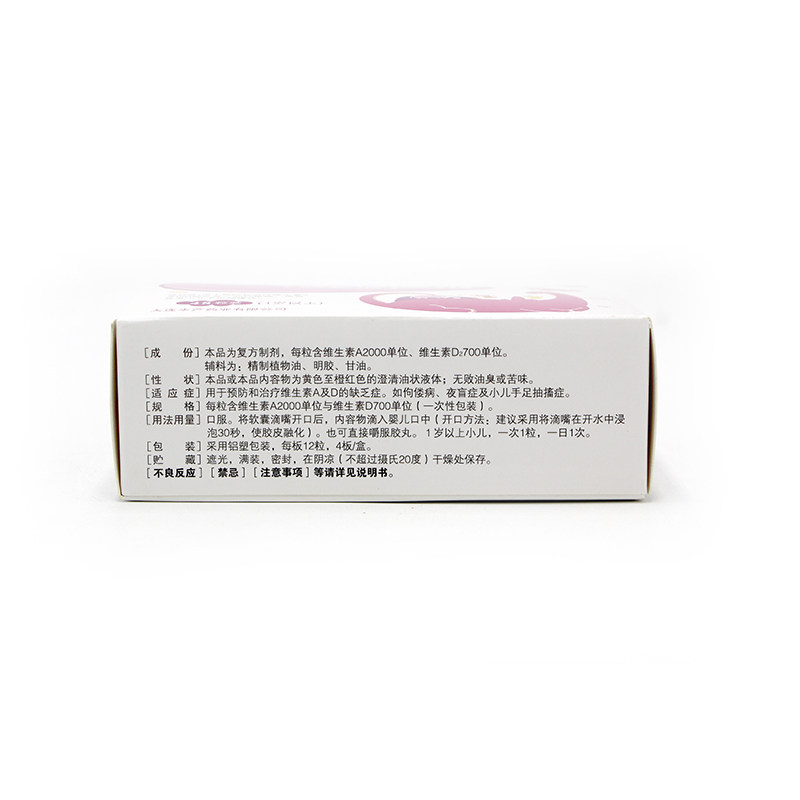 [成 份] 本品为复方制剂，每粒含维生素A2000单位、维生素D₂700单位。
辅料为：精制植物油、明胶、甘油。
[性 状] 本品或本品内容物为黄色至橙红色的澄清油状液体；无败油臭或苦味。
[适 应 症] 用于预防和治疗维生素A及D的缺乏症。如佝偻病、夜盲症及小儿手足抽搐症。
[规 格] 每粒含维生素A2000单位与维生素D700单位（一次性包装）。
[用法用量] 口服。将软囊滴嘴开口后，内容物滴入婴儿口中（开口方法：建议采用将滴嘴在开水中浸
泡30秒，使胶皮融化）。也可直接嚼服胶丸。1岁以上小儿，一次1粒，一日1次。
[包 装] 采用铝塑包装，每板12粒，4板/盒。
[贮 藏] 遮光，满装，密封，在阴凉（不超过摄氏20度）干燥处保存。
[不良反应] [禁忌] [注意事项] 等请详见说明书。